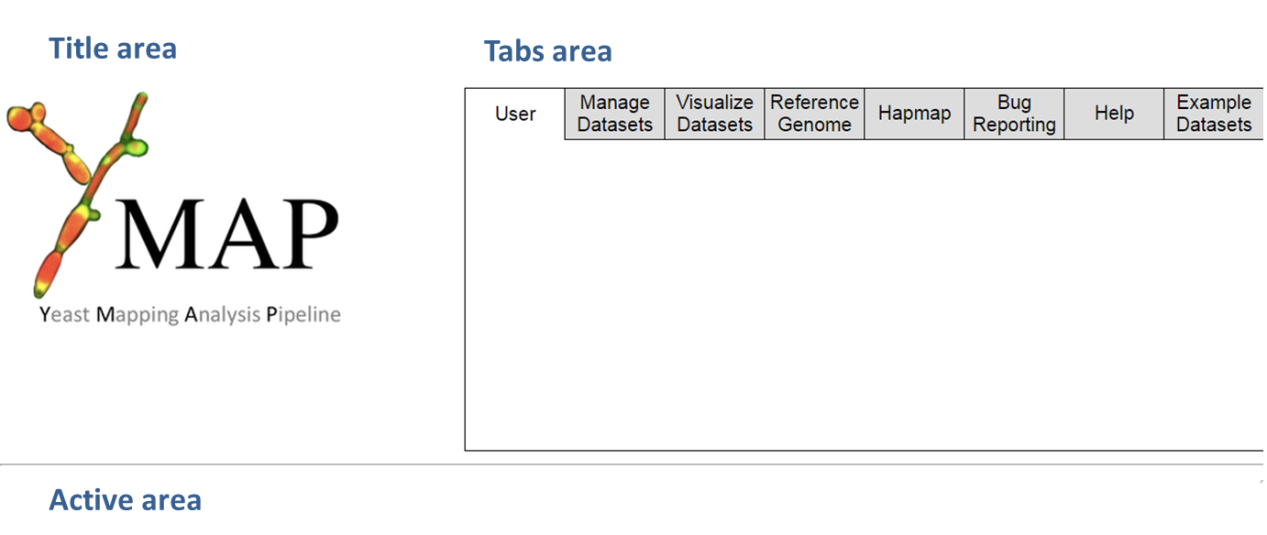 Title area
Tabs area
User
Manage
Datasets
Visualize
Datasets
Reference
Genome
Hapmap
Bug
Reporting
Help
Example
Datasets
YMAP
Yeast Mapping Analysis Pipeline
Active area